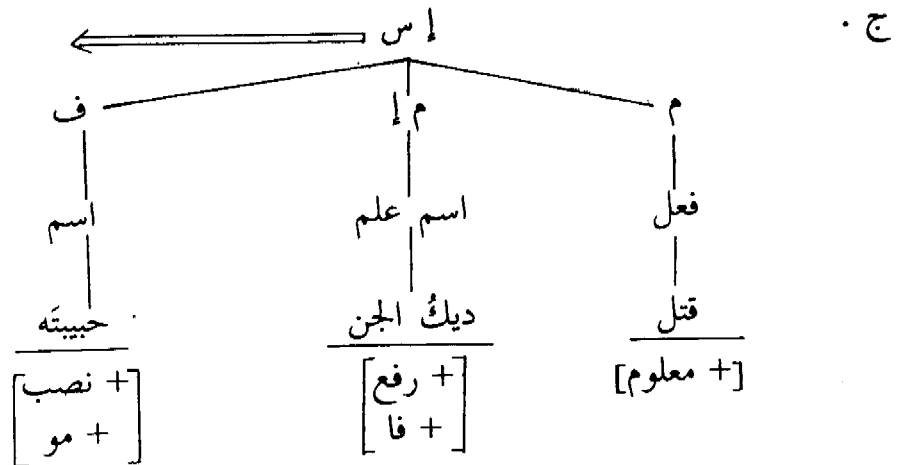 ج .
إ س
م م إ ف
فعل اسم علم اسم
قتل ديكُ الجن حبيبتَه
[+ معلوم] [+ رفع + نصب]
+ فا + مو